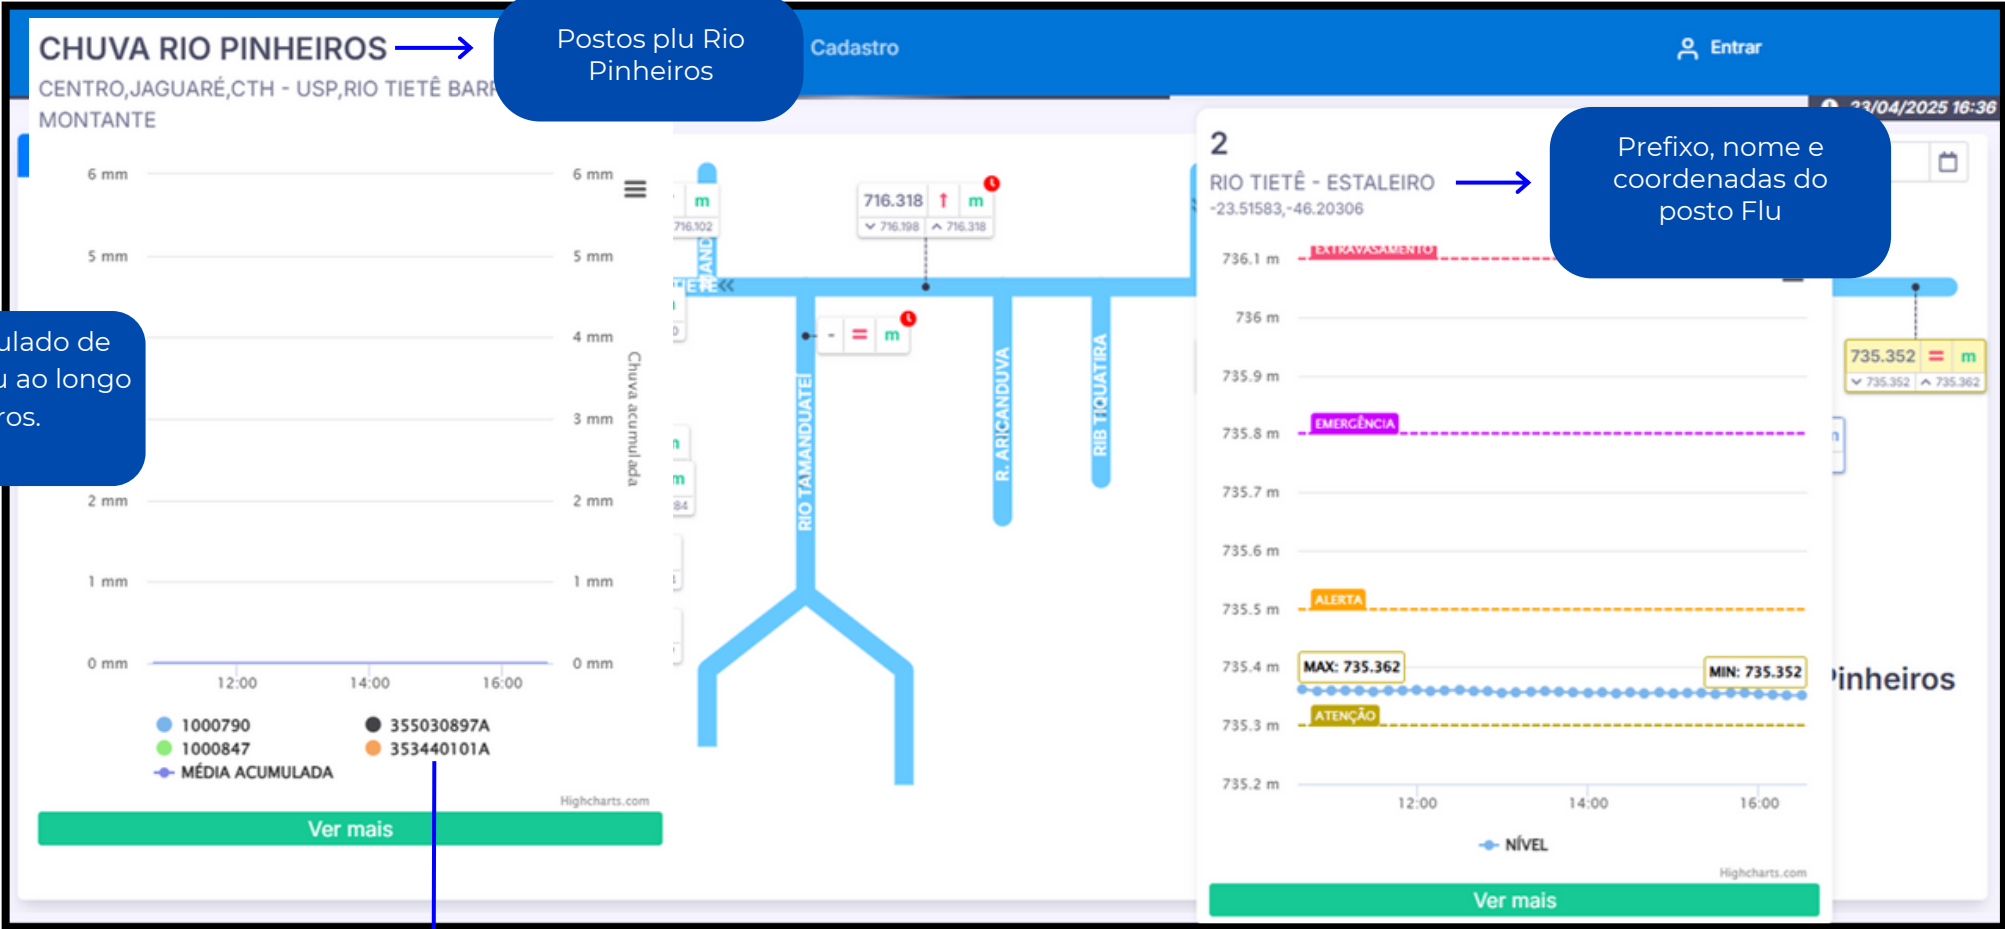 CHUVA RIO PINHEIROS
CENTRO,JAGUARÉ,CTH - USP,RIO TIETÊ
MONTANTE
Postos plu Rio
Pinheiros
Cadastro
Entrar
23/04/2025 16:36
6 mm
5 mm
2 mm
1 mm
0 mm
6 mm
5 mm
4 mm
3 mm
2 mm
1 mm
0 mm
Chuva acumulada
ulado de
ao longo
ros.
12:00
14:00
16:00
1000790
355030897A
1000847
353440101A
MÉDIA ACUMULADA
Highcharts.com
Ver mais
m
716.102
716.318
m
716.198
716.318
-
=
m
RIO TAMANDUATEÍ
R. ARICANDUVA
RIB TIQUATIRA
2
RIO TIETÊ - ESTALEIRO
-23.51583,-46.20306
Prefixo, nome e
coordenadas do
posto Flu
736.1 m
EXTRAVASAMENTO
736 m
735.9 m
735.8 m
EMERGÊNCIA
735.7 m
735.6 m
735.5 m
ALERTA
735.4 m
MAX: 735.362
MIN: 735.352
735.3 m
ATENÇÃO
735.2 m
12:00
14:00
16:00
NÍVEL
Highcharts.com
Ver mais
735.352
=
m
735.352
735.362
Pinheiros